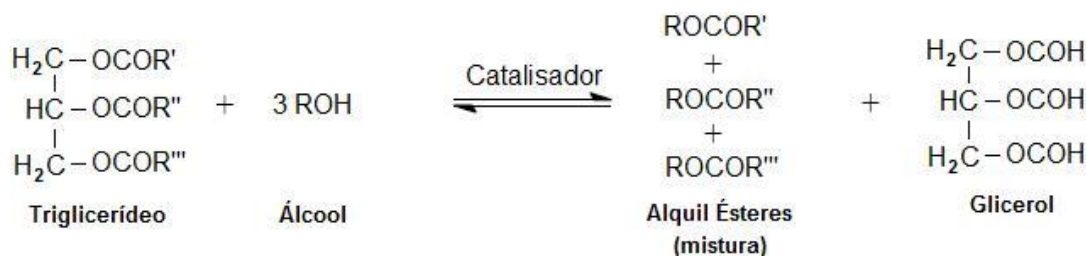 H₂C – OCOR'
HC – OCOR"
H₂C – OCOR'''
Triglicerídeo
+
3 ROH
Álcool
Catalisador
ROCOR'
+
ROCOR"
+
ROCOR'''
Alquil Ésteres
(mistura)
+
H₂C – OCOH
HC – OCOH
H₂C – OCOH
Glicerol